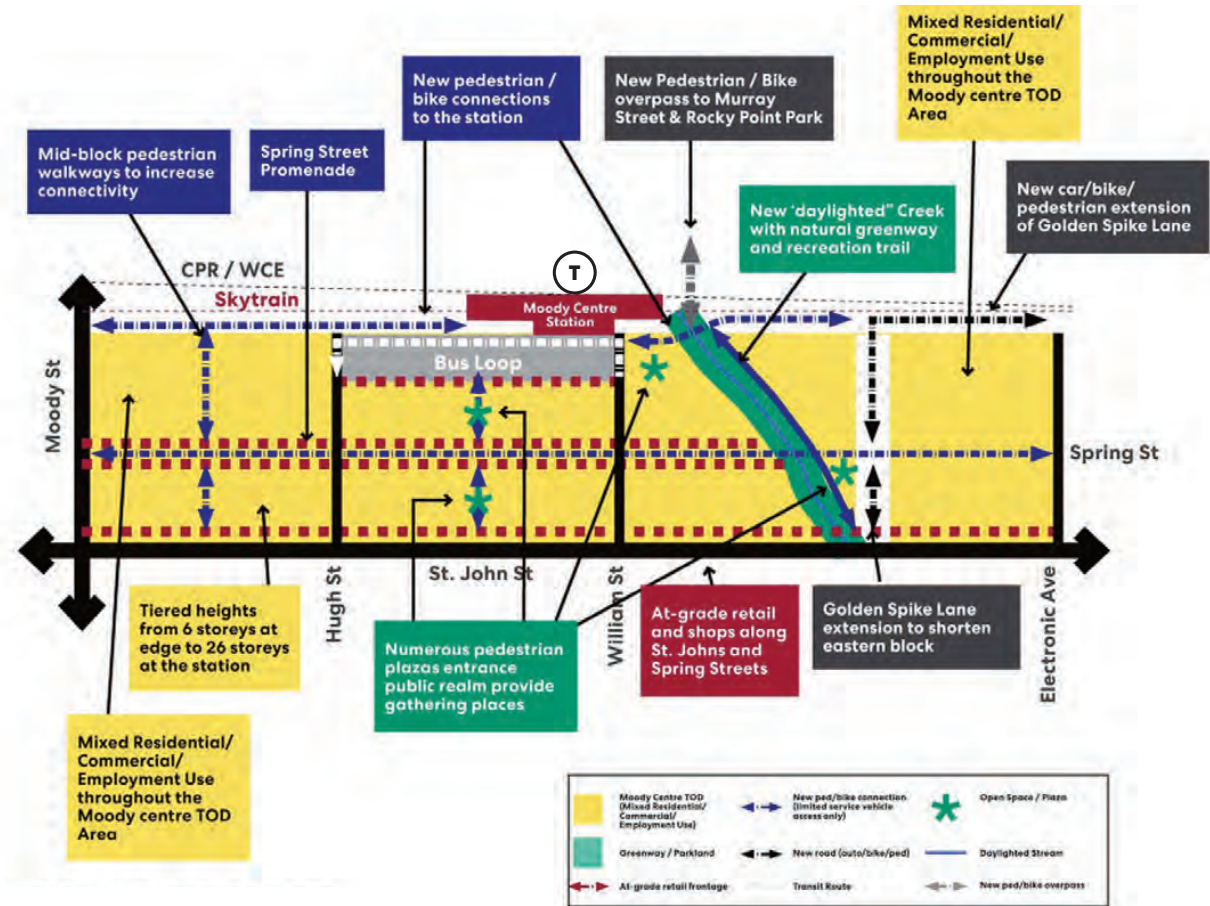 Mixed Residential/
Commercial/
Employment Use
throughout the
Moody centre TOD
Area
New pedestrian /
bike connections
to the station
New Pedestrian / Bike
overpass to Murray
Street & Rocky Point Park
Mid-block pedestrian
walkways to increase
connectivity
Spring Street
Promenade
New 'daylighted" Creek
with natural greenway
and recreation trail
New car/bike/
pedestrian extension
of Golden Spike Lane
CPR / WCE
T
Skytrain
Moody Centre
Station
Bus Loop
Moody St
Spring St
Hugh St
St. John St
William St
Electronic Ave
Tiered heights
from 6 storeys at
edge to 26 storeys
at the station
Numerous pedestrian
plazas entrance
public realm provide
gathering places
At-grade retail
and shops along
St. Johns and
Spring Streets
Golden Spike Lane
extension to shorten
eastern block
Mixed Residential/
Commercial/
Employment Use
throughout the
Moody centre TOD
Area
Moody Centre TOD
(Mixed Residential/
Commercial/
Employment Use)
New ped/bike connection
(limited service vehicle
access only)
Open Space / Plaza
Greenway / Parkland
New road (auto/bike/ped)
Daylighted Stream
At-grade retail frontage
Transit Route
New ped/bike overpass